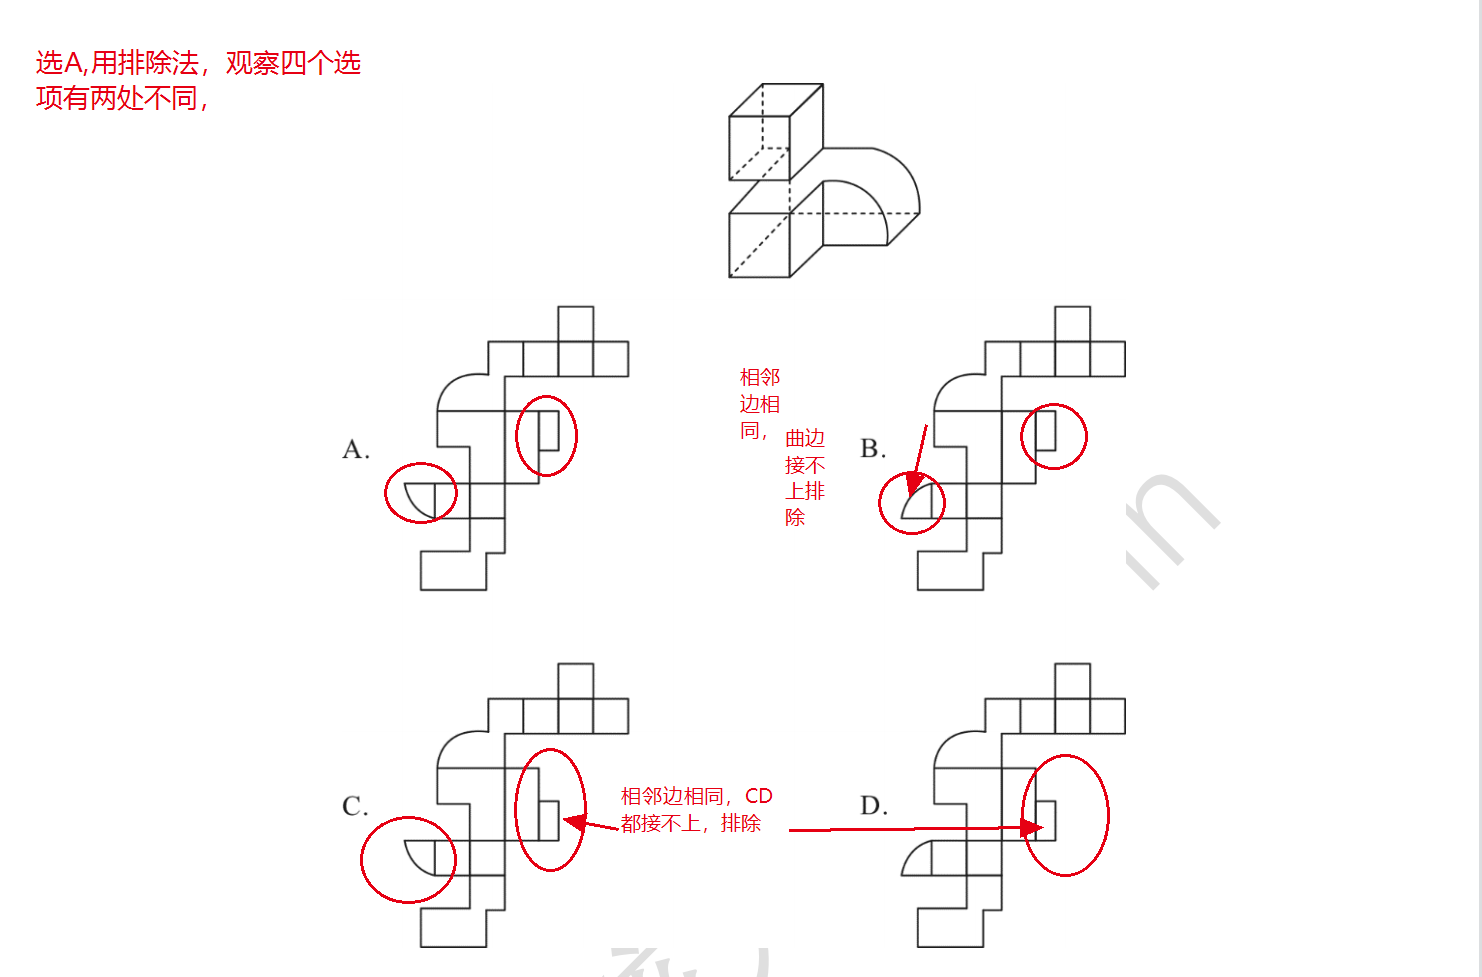 选A,用排除法，观察四个选
项有两处不同，
A.
相邻
边相
同，
曲边
接不
上排
除
B.
C.
相邻边相同，CD
都接不上，排除
D.